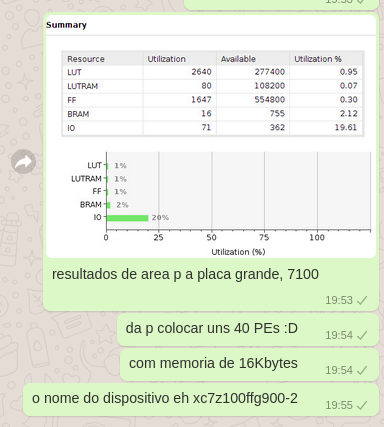 Summary
Resource Utilization Available Utilization %
LUT 2640 277400 0.95
LUTRAM 80 108200 0.07
FF 1647 554800 0.30
BRAM 16 755 2.12
IO 71 362 19.61
LUT 1%
LUTRAM 1%
FF 1%
BRAM 2%
IO 20%
0 25 50 75 100
Utilization (%)
resultados de area p a placa grande, 7100
19:53
da p colocar uns 40 PEs :D
19:54
com memoria de 16Kbytes
19:54
o nome do dispositivo eh xc7z100ffg900-2
19:55